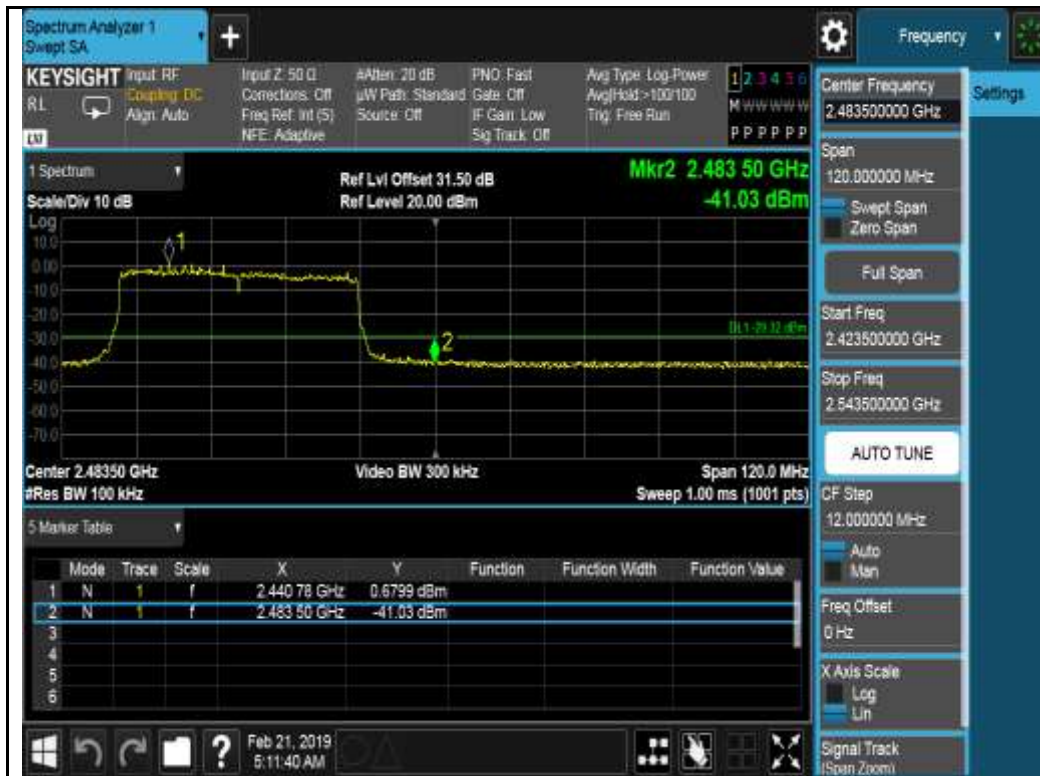 Spectrum Analyzer 1
Swept SA
+
Frequency
KEYSIGHT
RL
LXI
Input: RF
Coupling: DC
Align: Auto
Input Z: 50 Ω
Corrections: Off
Freq Ref: Int (S)
NFE: Adaptive
#Atten: 20 dB
µW Path: Standard
Source: Off
PNO: Fast
Gate: Off
IF Gain: Low
Sig Track: Off
Avg Type: Log-Power
Avg|Hold:>100/100
Trig: Free Run
1 2 3 4 5 6
M W W W W W
P P P P P P
1 Spectrum
Scale/Div 10 dB
Ref Lvl Offset 31.50 dB
Ref Level 20.00 dBm
Mkr2 2.483 50 GHz
-41.03 dBm
Log
10.0
0.00
-10.0
-20.0
-30.0
-40.0
-50.0
-60.0
-70.0
1
2
DL1 -29.32 dBm
Center 2.48350 GHz
#Res BW 100 kHz
Video BW 300 kHz
Span 120.0 MHz
Sweep 1.00 ms (1001 pts)
5 Marker Table
Mode Trace Scale X Y Function Function Width Function Value
1 N 1 f 2.440 78 GHz 0.6799 dBm
2 N 1 f 2.483 50 GHz -41.03 dBm
3
4
5
6
?
Feb 21, 2019
5:11:40 AM
Center Frequency
2.483500000 GHz
Settings
Span
120.000000 MHz
Swept Span
Zero Span
Full Span
Start Freq
2.423500000 GHz
Stop Freq
2.543500000 GHz
AUTO TUNE
CF Step
12.000000 MHz
Auto
Man
Freq Offset
0 Hz
X Axis Scale
Log
Lin
Signal Track
(Span Zoom)